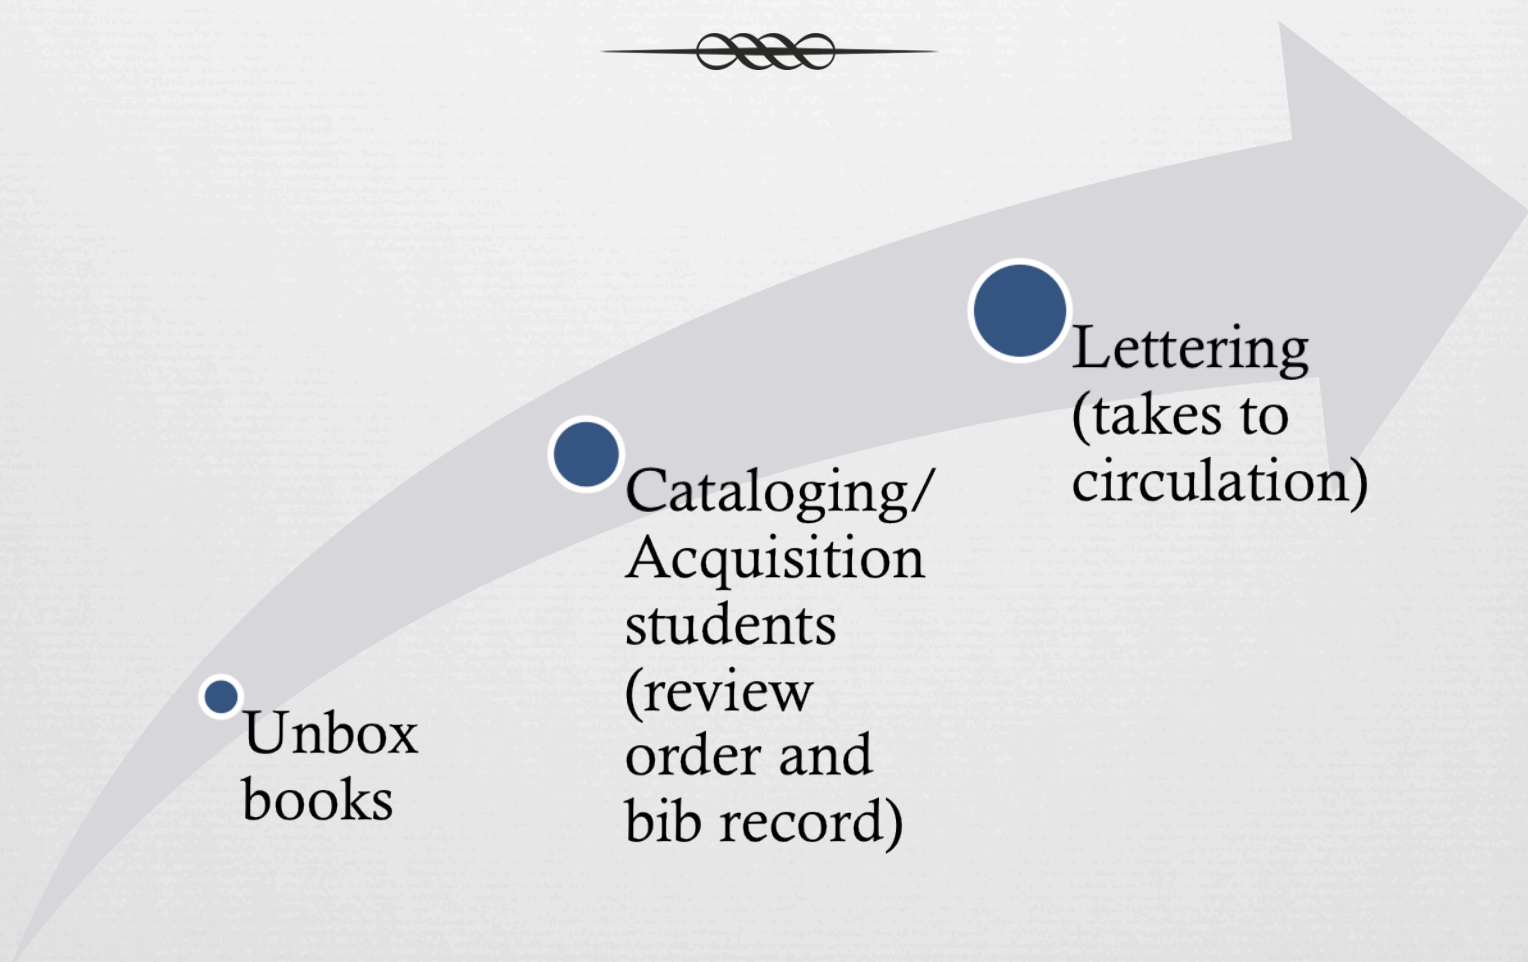 Unbox
books
Cataloging/
Acquisition
students
(review
order and
bib record)
Lettering
(takes to
circulation)